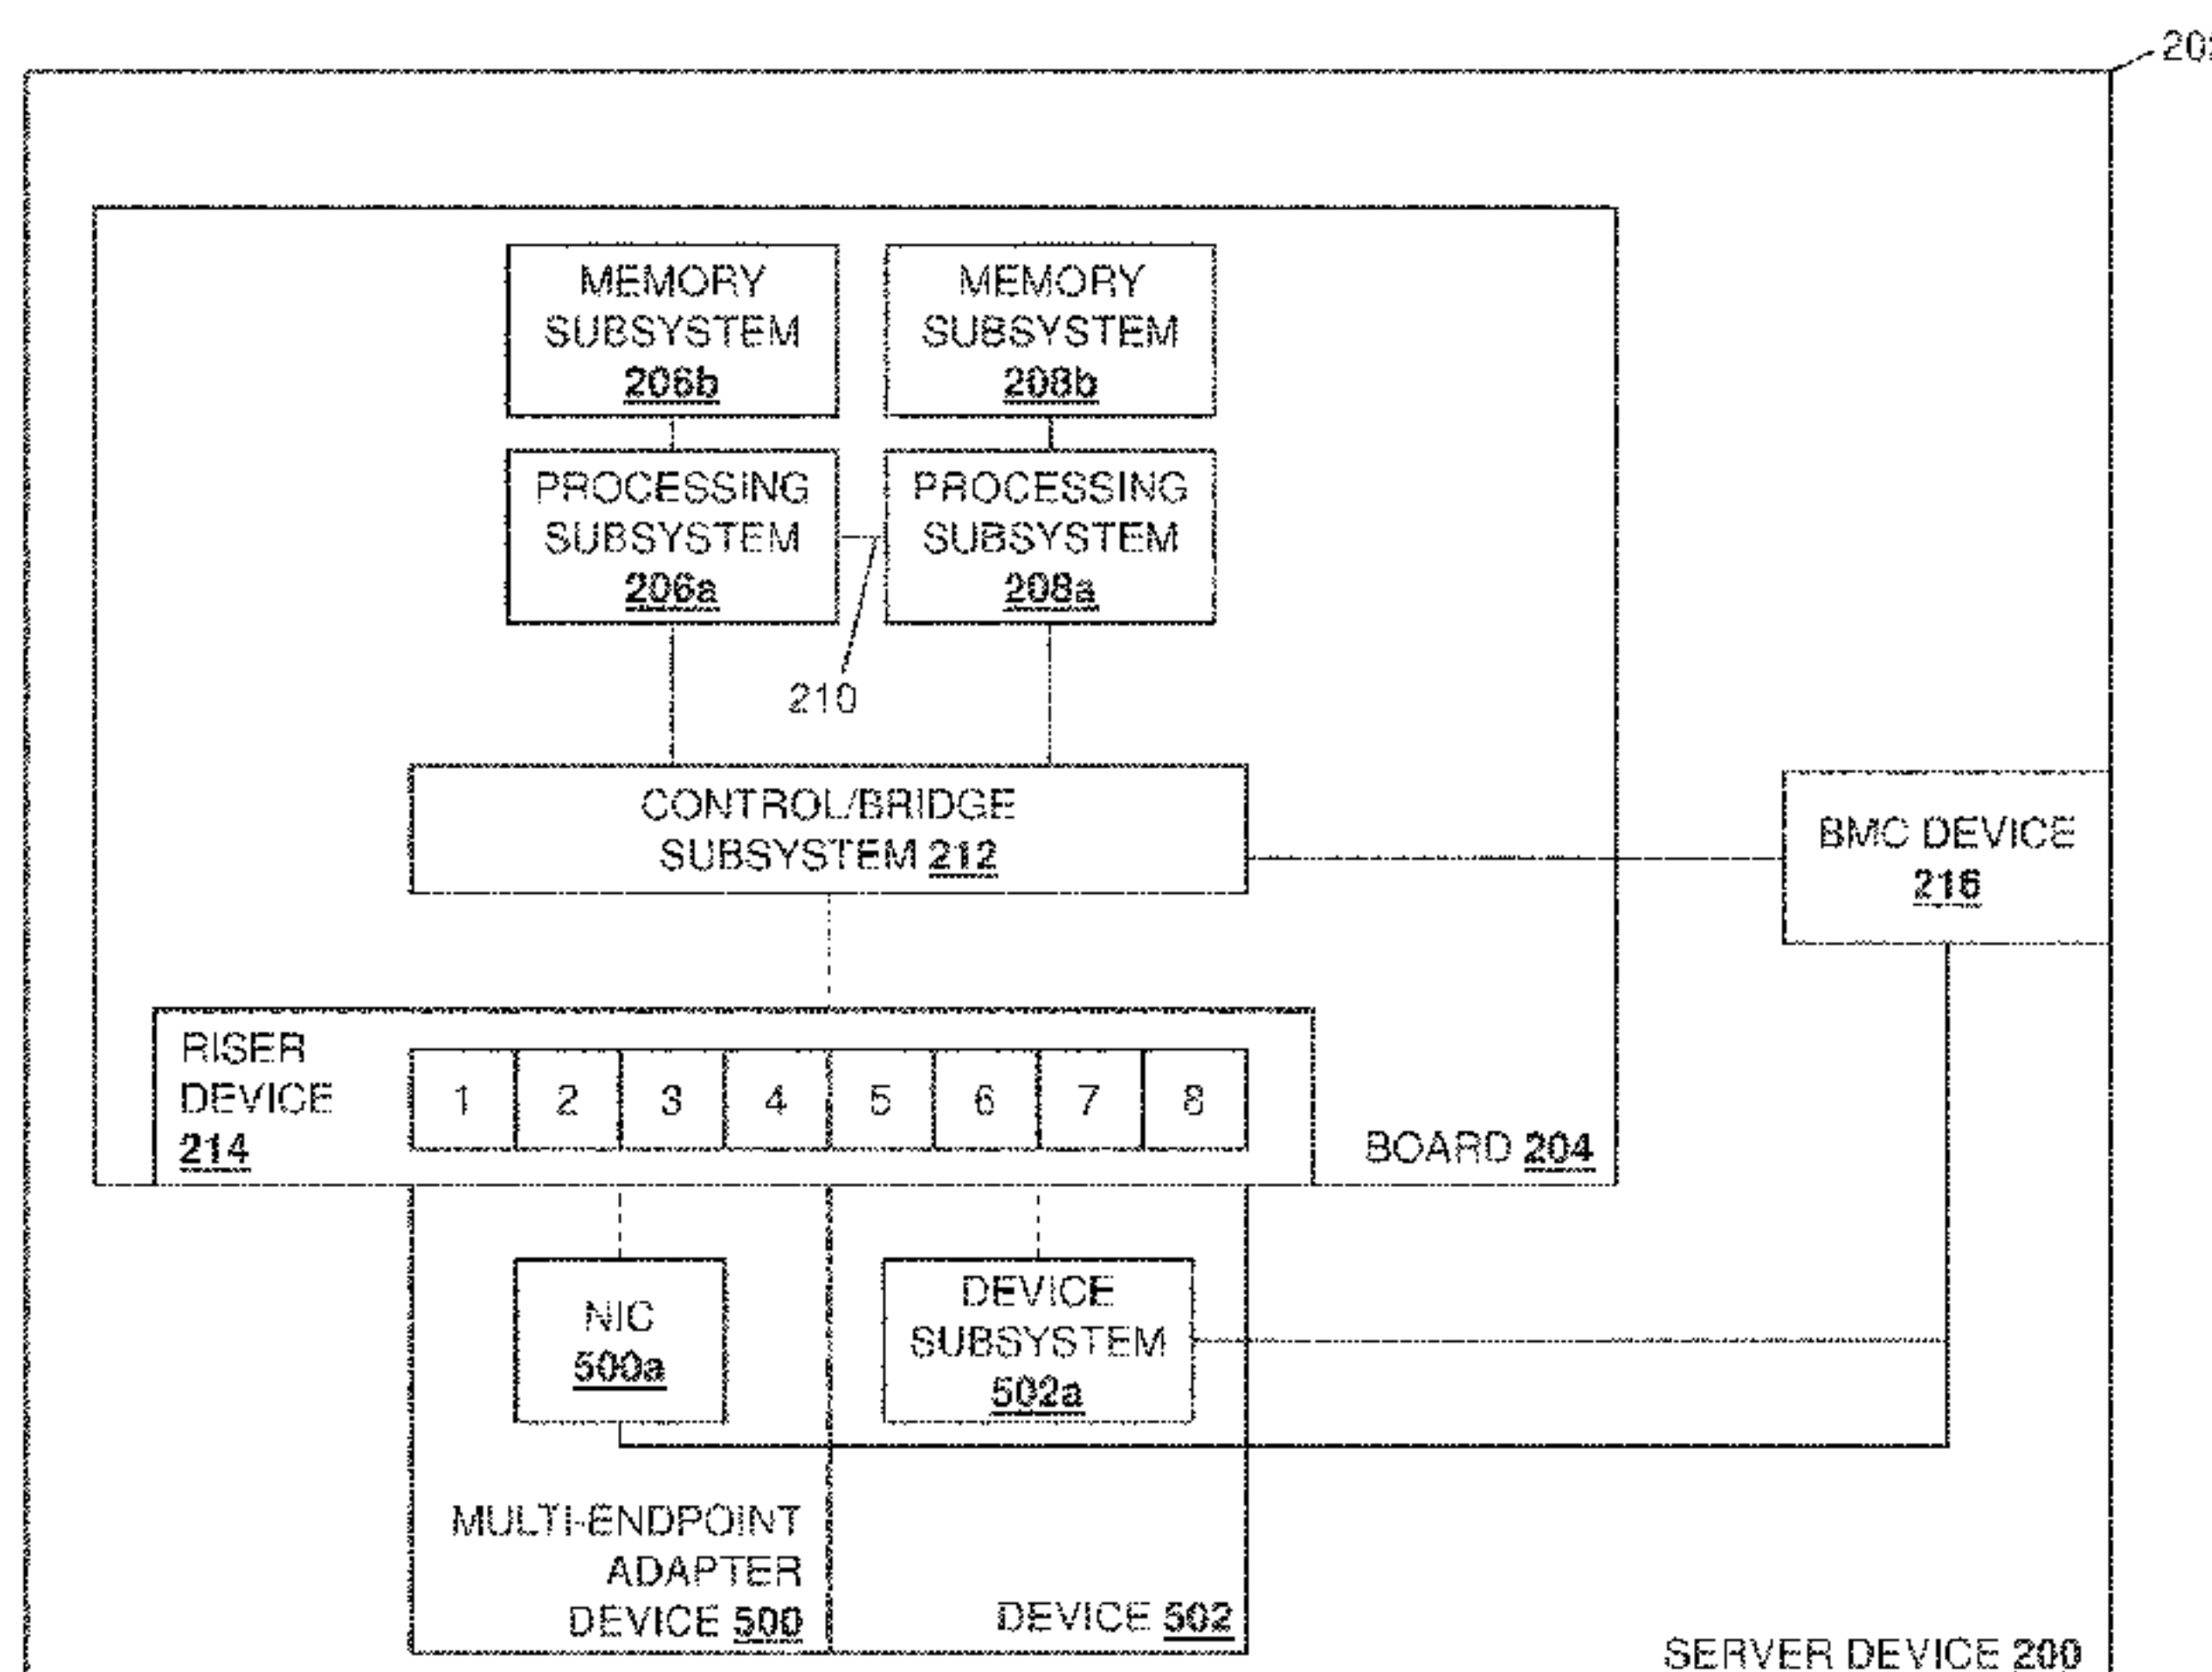 MEMORY
SUBSYSTEM
206b
MEMORY
SUBSYSTEM
208b
PROCESSING
SUBSYSTEM
206a
PROCESSING
SUBSYSTEM
208a
210
CONTROL/BRIDGE
SUBSYSTEM 212
BMC DEVICE
216
RISER
DEVICE
214
1 2 3 4 5 6 7 8
BOARD 204
NIC
500a
DEVICE
SUBSYSTEM
502a
MULTI-ENDPOINT
ADAPTER
DEVICE 500
DEVICE 502
SERVER DEVICE 200